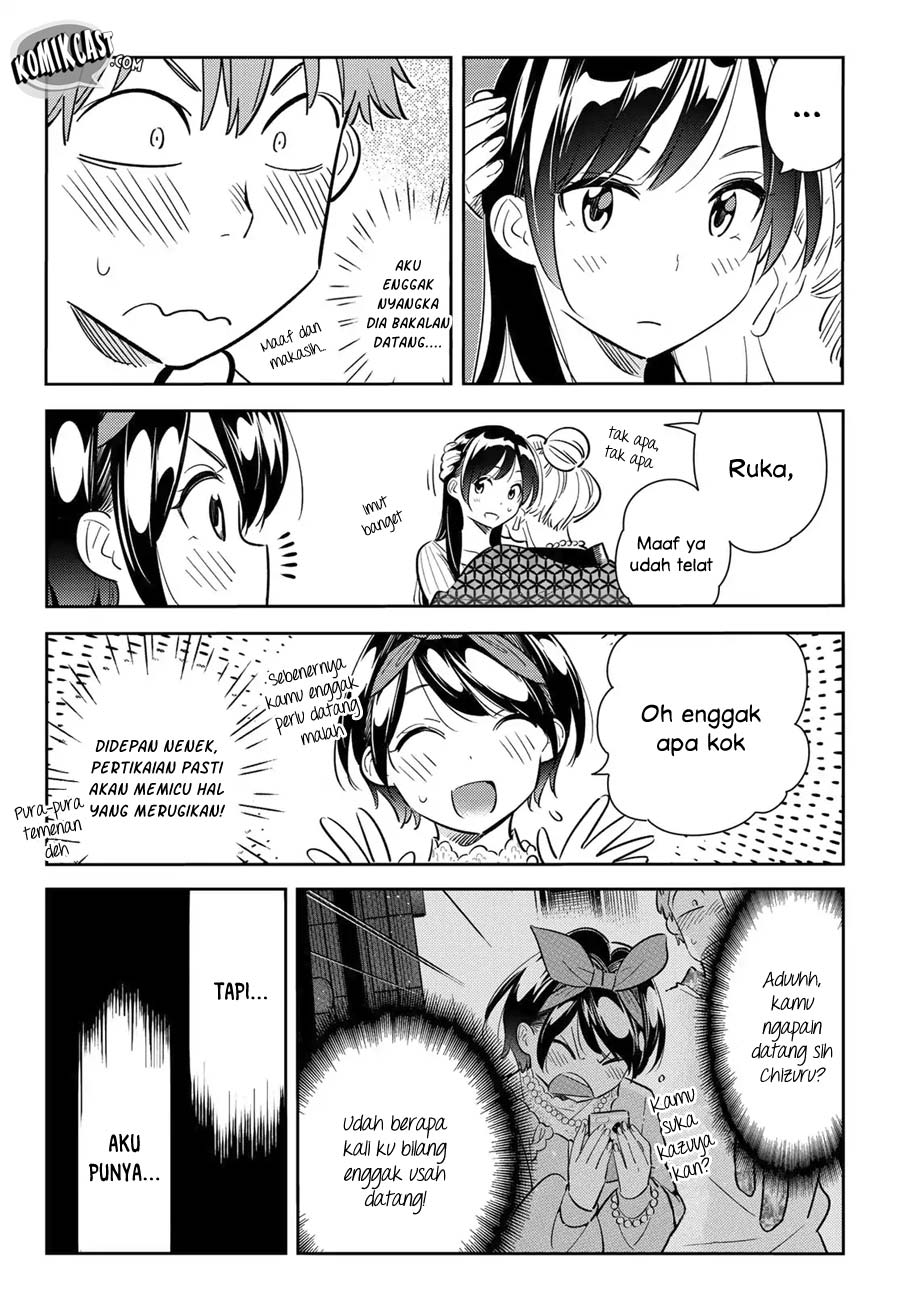 KOMIKCAST
.COM
...
AKU
ENGGAK
NYANGKA
DIA BAKALAN
DATANG....
Maaf dan
makasih...
Ruka,
Maaf ya
udah telat
tak apa,
tak apa
imut
banget
Oh enggak
apa kok
Sebenernya
kamu enggak
perlu datang
malah
DIDEPAN NENEK,
PERTIKAIAN PASTI
AKAN MEMICU HAL
YANG MERUGIKAN!
Pura-pura
temenan
deh
Aduuhh,
kamu
ngapain
datang sih
Chizuru?
Kamu
suka
kazuya
kan?
Udah berapa
kali ku bilang
enggak usah
datang!
TAPI...
AKU
PUNYA...